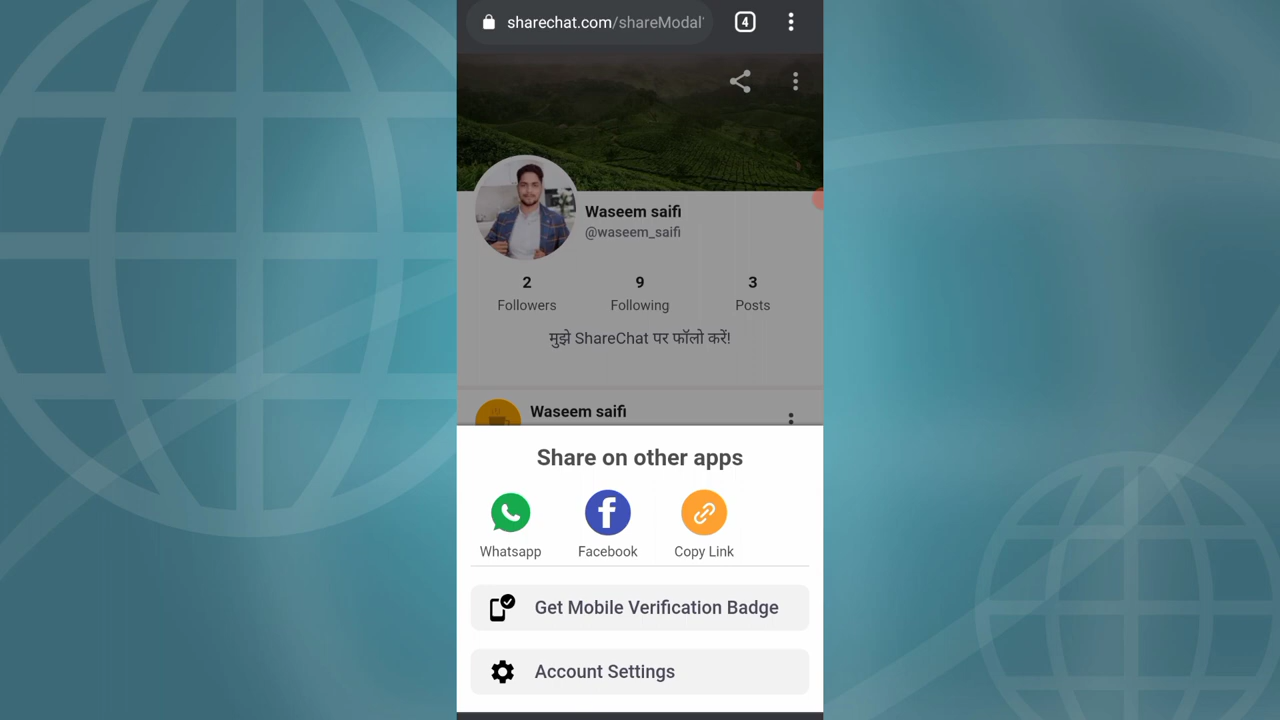 sharechat.com/shareModal
4
Waseem saifi
@waseem_saifi
2 9 3
Followers Following Posts
मुझे ShareChat पर फॉलो करें!
Waseem saifi
Share on other apps
Whatsapp Facebook Copy Link
Get Mobile Verification Badge
Account Settings